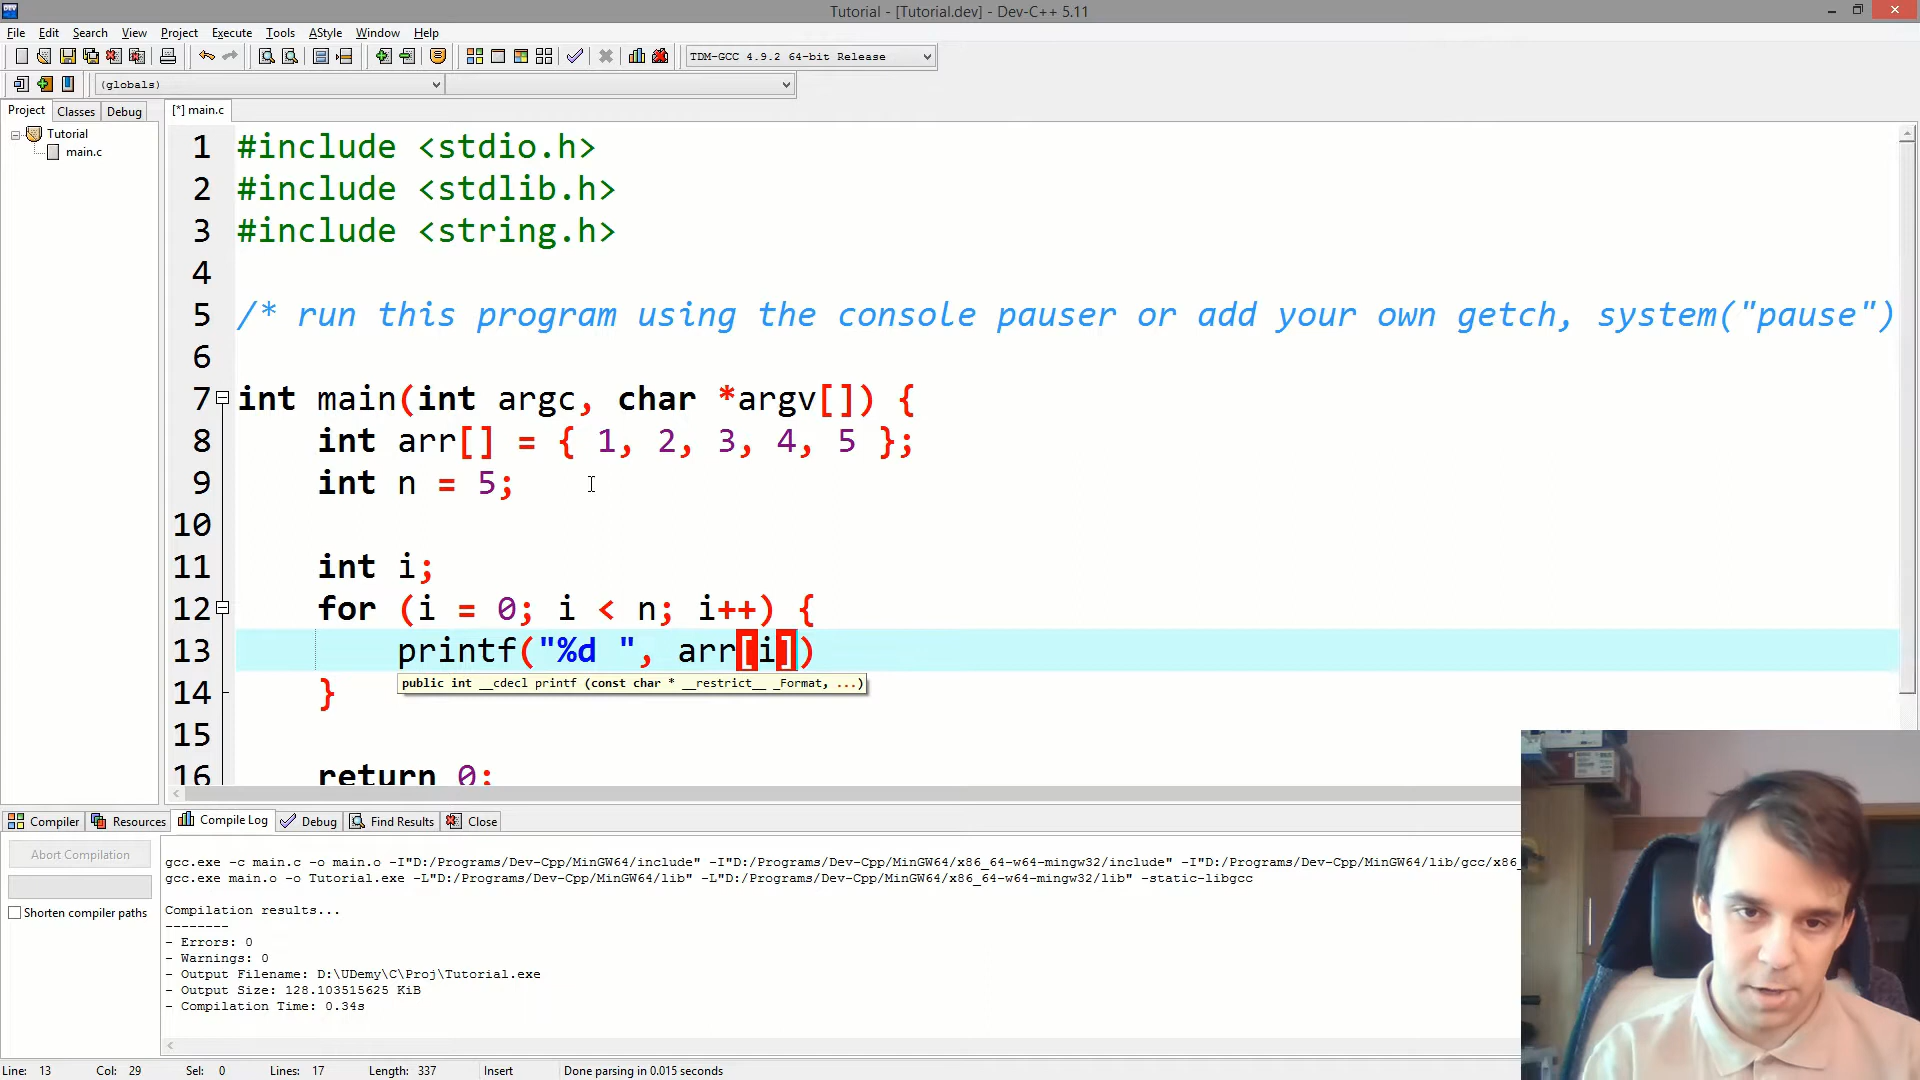 Tutorial - [Tutorial.dev] - Dev-C++ 5.11
File Edit Search View Project Execute Tools AStyle Window Help
TDM-GCC 4.9.2 64-bit Release
(globals)
Project Classes Debug
[*] main.c
Tutorial
main.c
1 #include <stdio.h>
2 #include <stdlib.h>
3 #include <string.h>
4
5 /* run this program using the console pauser or add your own getch, system("pause")
6
7 int main(int argc, char *argv[]) {
8 int arr[] = { 1, 2, 3, 4, 5 };
9 int n = 5;
10
11 int i;
12 for (i = 0; i < n; i++) {
13 printf("%d ", arr[i])
public int __cdecl printf (const char * __restrict__ _Format, ...)
14 }
15
16 return 0;
Compiler Resources Compile Log Debug Find Results Close
Abort Compilation
Shorten compiler paths
gcc.exe -c main.c -o main.o -I"D:/Programs/Dev-Cpp/MinGW64/include" -I"D:/Programs/Dev-Cpp/MinGW64/x86_64-w64-mingw32/include" -I"D:/Programs/Dev-Cpp/MinGW64/lib/gcc/x86_
gcc.exe main.o -o Tutorial.exe -L"D:/Programs/Dev-Cpp/MinGW64/lib" -L"D:/Programs/Dev-Cpp/MinGW64/x86_64-w64-mingw32/lib" -static-libgcc
Compilation results...
--------
- Errors: 0
- Warnings: 0
- Output Filename: D:\UDemy\C\Proj\Tutorial.exe
- Output Size: 128.103515625 KiB
- Compilation Time: 0.34s
Line: 13 Col: 29 Sel: 0 Lines: 17 Length: 337 Insert Done parsing in 0.015 seconds